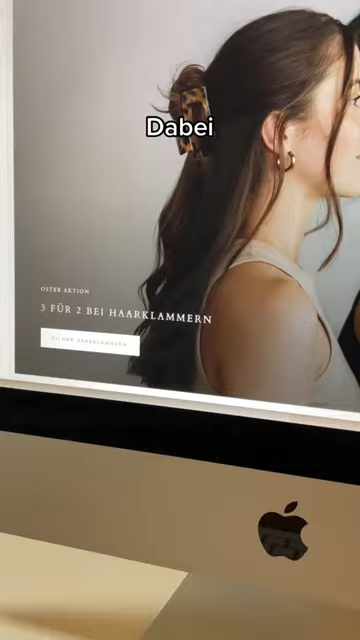 Dabei
OSTER AKTION
3 FÜR 2 BEI HAARKLAMMERN
ZU DEN HAARKLAMMERN